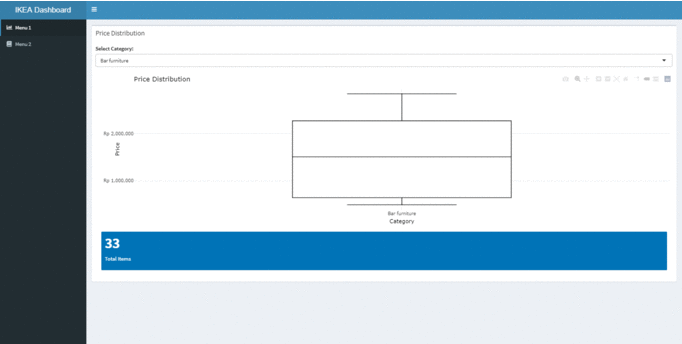 IKEA Dashboard
Menu 1
Menu 2
Price Distribution
Select Category:
Bar furniture
Price Distribution
Rp 2.000.000
Price
Rp 1.000.000
Bar furniture
Category
33
Total Items